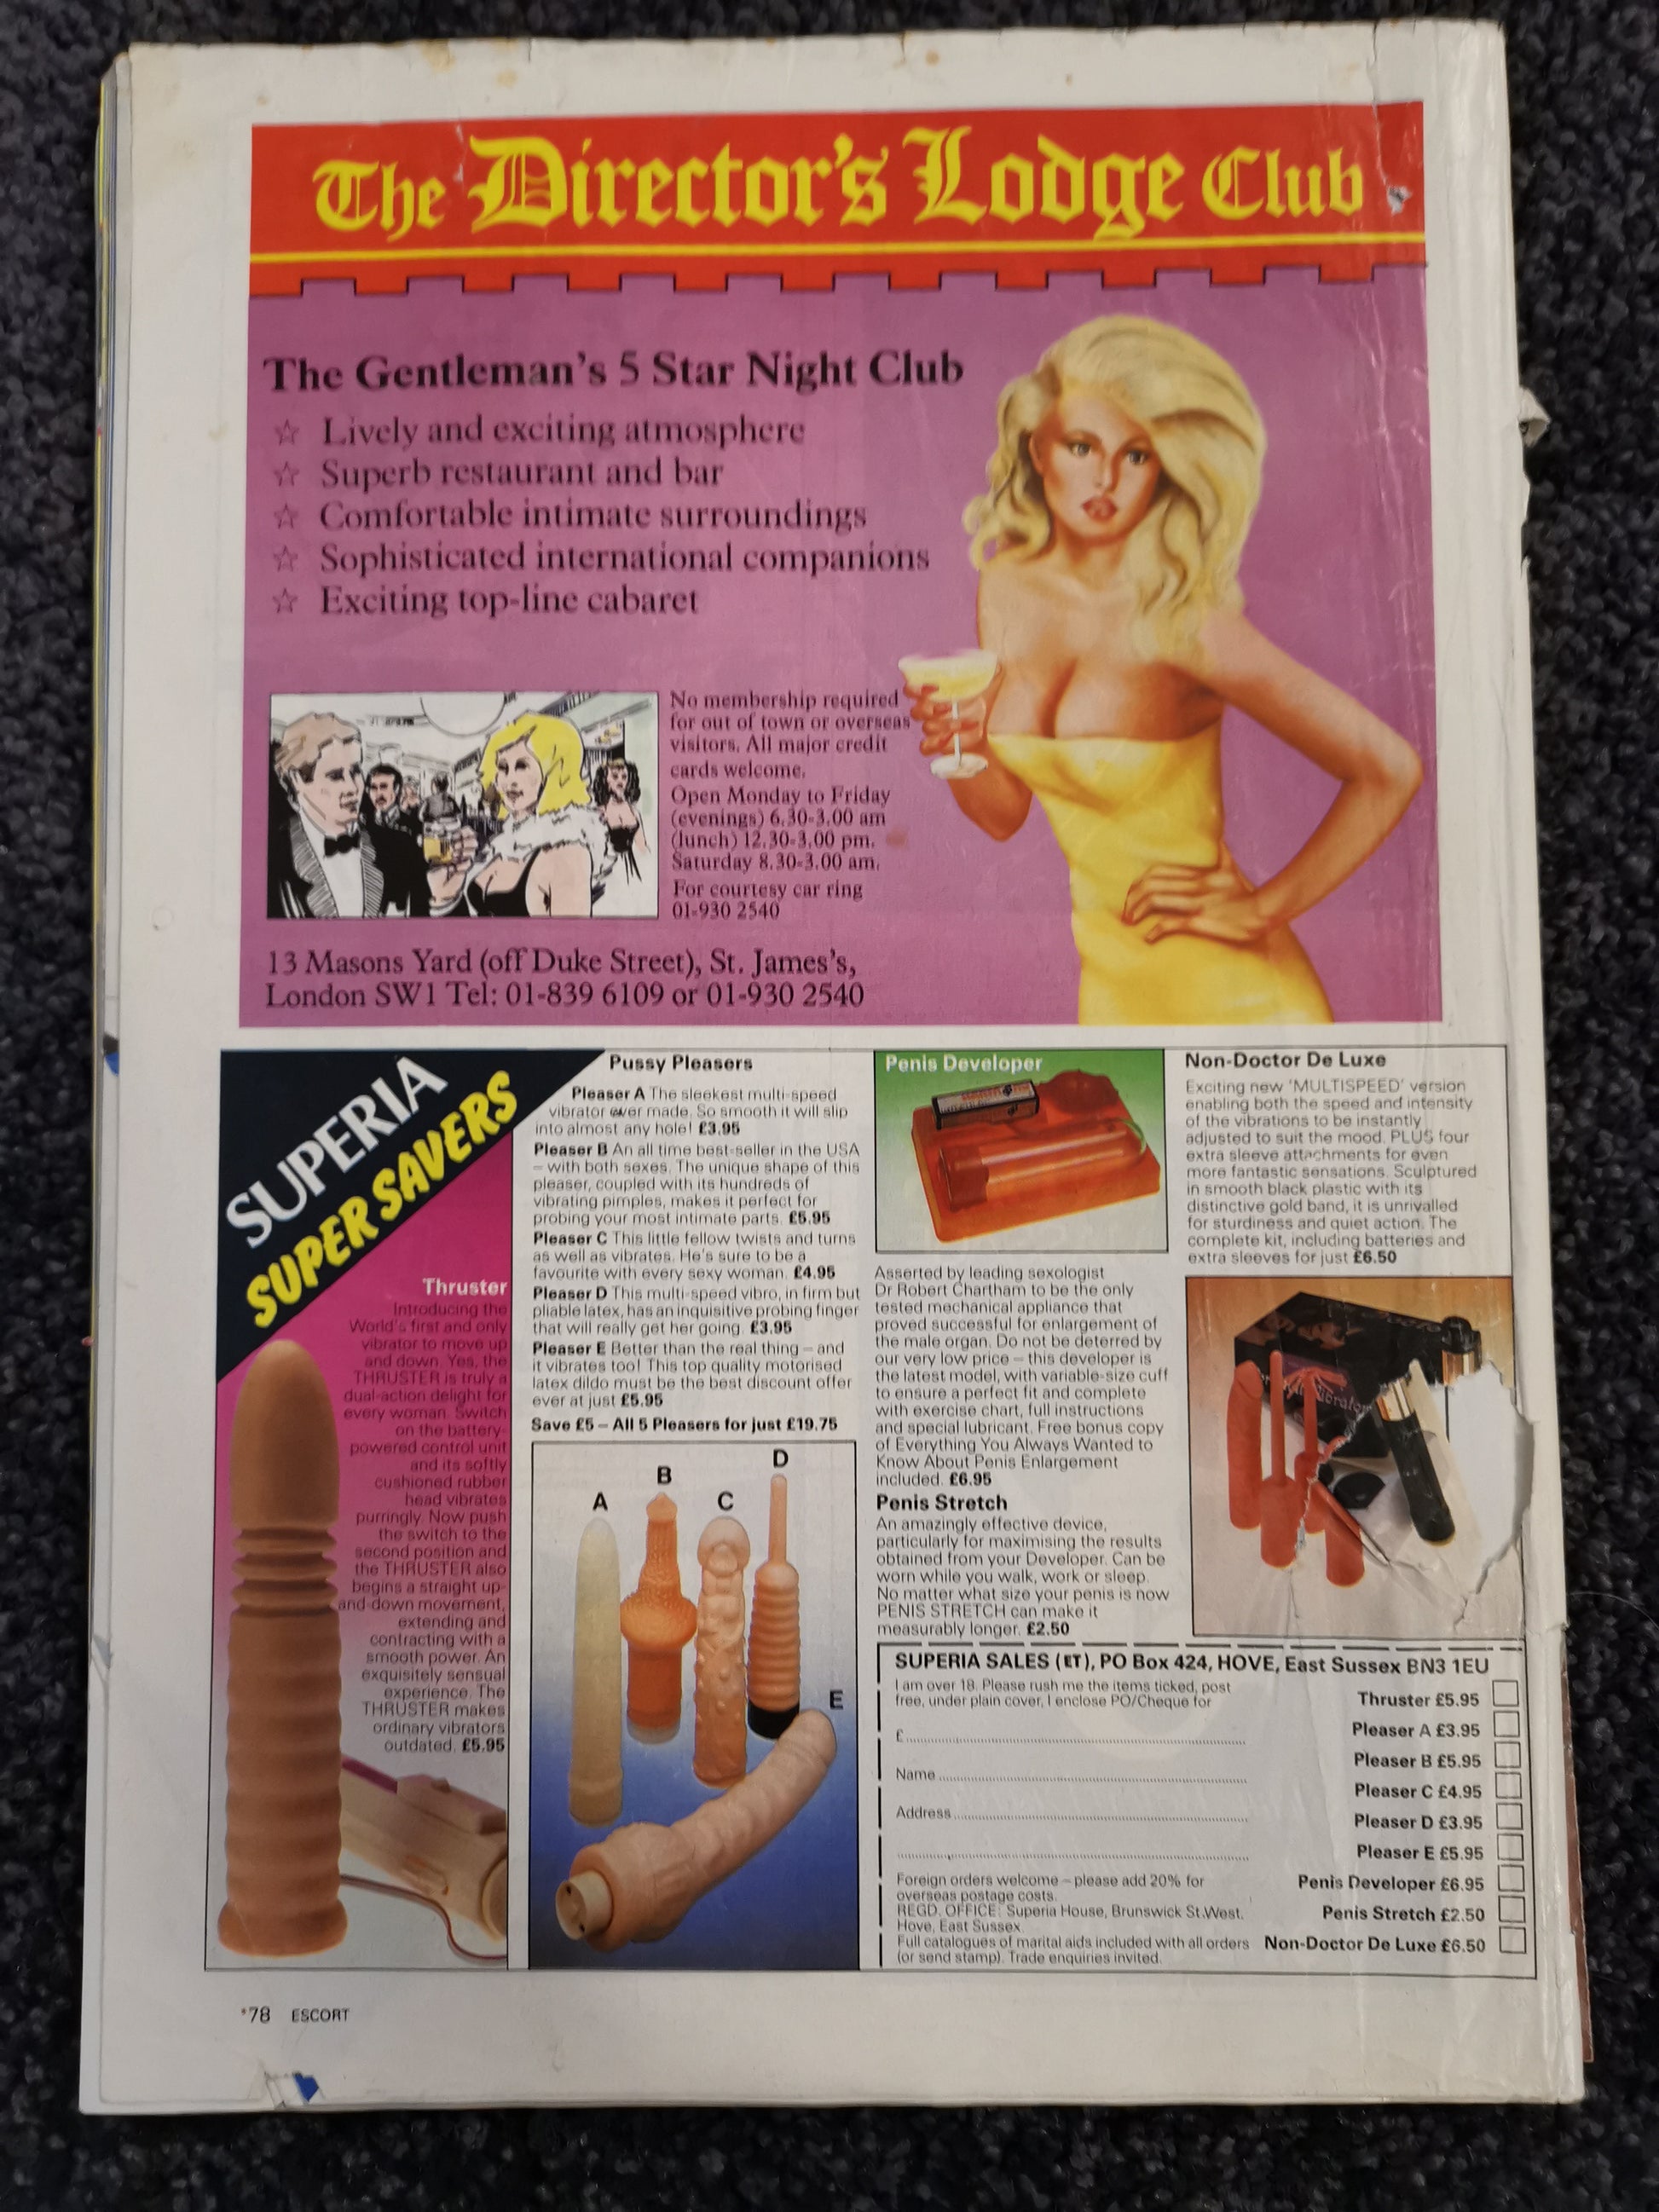 The Director's Lodge Club
The Gentleman's 5 Star Night Club
☆ Lively and exciting atmosphere
☆ Superb restaurant and bar
☆ Comfortable intimate surroundings
☆ Sophisticated international companions
☆ Exciting top-line cabaret
No membership required
for out of town or overseas
visitors. All major credit
cards welcome.
Open Monday to Friday
(evenings) 6.30-3.00 am
(lunch) 12.30-3.00 pm.
Saturday 8.30-3.00 am.
For courtesy car ring
01-930 2540
13 Masons Yard (off Duke Street), St. James's,
London SW1 Tel: 01-839 6109 or 01-930 2540
SUPERIA
SUPER SAVERS
Thruster
Introducing the
World's first and only
vibrator to move up
and down. Yes, the
THRUSTER is truly a
dual-action delight for
every woman. Switch
on the battery-
powered control unit
and its softly
cushioned rubber
head vibrates
purringly. Now push
the switch to the
second position and
the THRUSTER also
begins a straight up-
and-down movement,
extending and
contracting with a
smooth power. An
exquisitely sensual
experience. The
THRUSTER makes
ordinary vibrators
outdated. £5.95
Pussy Pleasers
Pleaser A The sleekest multi-speed
vibrator ever made. So smooth it will slip
into almost any hole! £3.95
Pleaser B An all time best-seller in the USA
– with both sexes. The unique shape of this
pleaser, coupled with its hundreds of
vibrating pimples, makes it perfect for
probing your most intimate parts. £5.95
Pleaser C This little fellow twists and turns
as well as vibrates. He's sure to be a
favourite with every sexy woman. £4.95
Pleaser D This multi-speed vibro, in firm but
pliable latex, has an inquisitive probing finger
that will really get her going. £3.95
Pleaser E Better than the real thing – and
it vibrates too! This top quality motorised
latex dildo must be the best discount offer
ever at just £5.95
Save £5 – All 5 Pleasers for just £19.75
A
B
C
D
E
Penis Developer
Asserted by leading sexologist
Dr Robert Chartham to be the only
tested mechanical appliance that
proved successful for enlargement of
the male organ. Do not be deterred by
our very low price – this developer is
the latest model, with variable-size cuff
to ensure a perfect fit and complete
with exercise chart, full instructions
and special lubricant. Free bonus copy
of Everything You Always Wanted to
Know About Penis Enlargement
included. £6.95
Penis Stretch
An amazingly effective device,
particularly for maximising the results
obtained from your Developer. Can be
worn while you walk, work or sleep.
No matter what size your penis is now
PENIS STRETCH can make it
measurably longer. £2.50
Non-Doctor De Luxe
Exciting new 'MULTISPEED' version
enabling both the speed and intensity
of the vibrations to be instantly
adjusted to suit the mood. PLUS four
extra sleeve attachments for even
more fantastic sensations. Sculptured
in smooth black plastic with its
distinctive gold band, it is unrivalled
for sturdiness and quiet action. The
complete kit, including batteries and
extra sleeves for just £6.50
SUPERIA SALES (ET), PO Box 424, HOVE, East Sussex BN3 1EU
I am over 18. Please rush me the items ticked, post
free, under plain cover, I enclose PO/Cheque for
£
Name
Address
Foreign orders welcome – please add 20% for
overseas postage costs.
REGD. OFFICE: Superia House, Brunswick St.West,
Hove, East Sussex.
Full catalogues of marital aids included with all orders
(or send stamp). Trade enquiries invited.
Thruster £5.95
Pleaser A £3.95
Pleaser B £5.95
Pleaser C £4.95
Pleaser D £3.95
Pleaser E £5.95
Penis Developer £6.95
Penis Stretch £2.50
Non-Doctor De Luxe £6.50
78 ESCORT